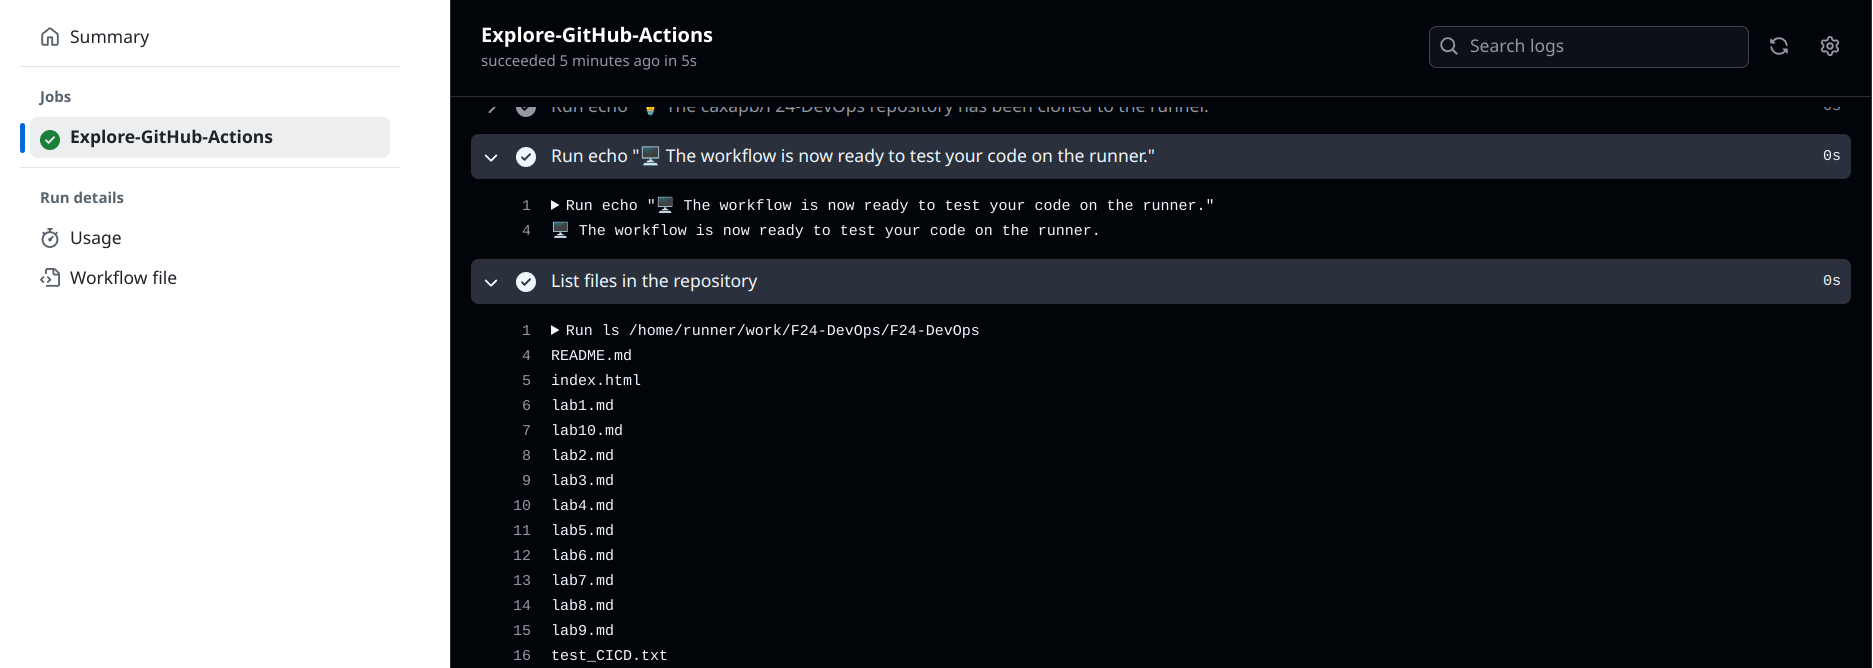 Summary
Jobs
Explore-GitHub-Actions
Run details
Usage
Workflow file
Explore-GitHub-Actions
succeeded 5 minutes ago in 5s
Search logs
Run echo "💡 The caxapb/F24-DevOps repository has been cloned to the runner." 0s
Run echo "🖥️ The workflow is now ready to test your code on the runner." 0s
1 ▶ Run echo "🖥️ The workflow is now ready to test your code on the runner."
4 🖥️ The workflow is now ready to test your code on the runner.
List files in the repository 0s
1 ▶ Run ls /home/runner/work/F24-DevOps/F24-DevOps
4 README.md
5 index.html
6 lab1.md
7 lab10.md
8 lab2.md
9 lab3.md
10 lab4.md
11 lab5.md
12 lab6.md
13 lab7.md
14 lab8.md
15 lab9.md
16 test_CICD.txt